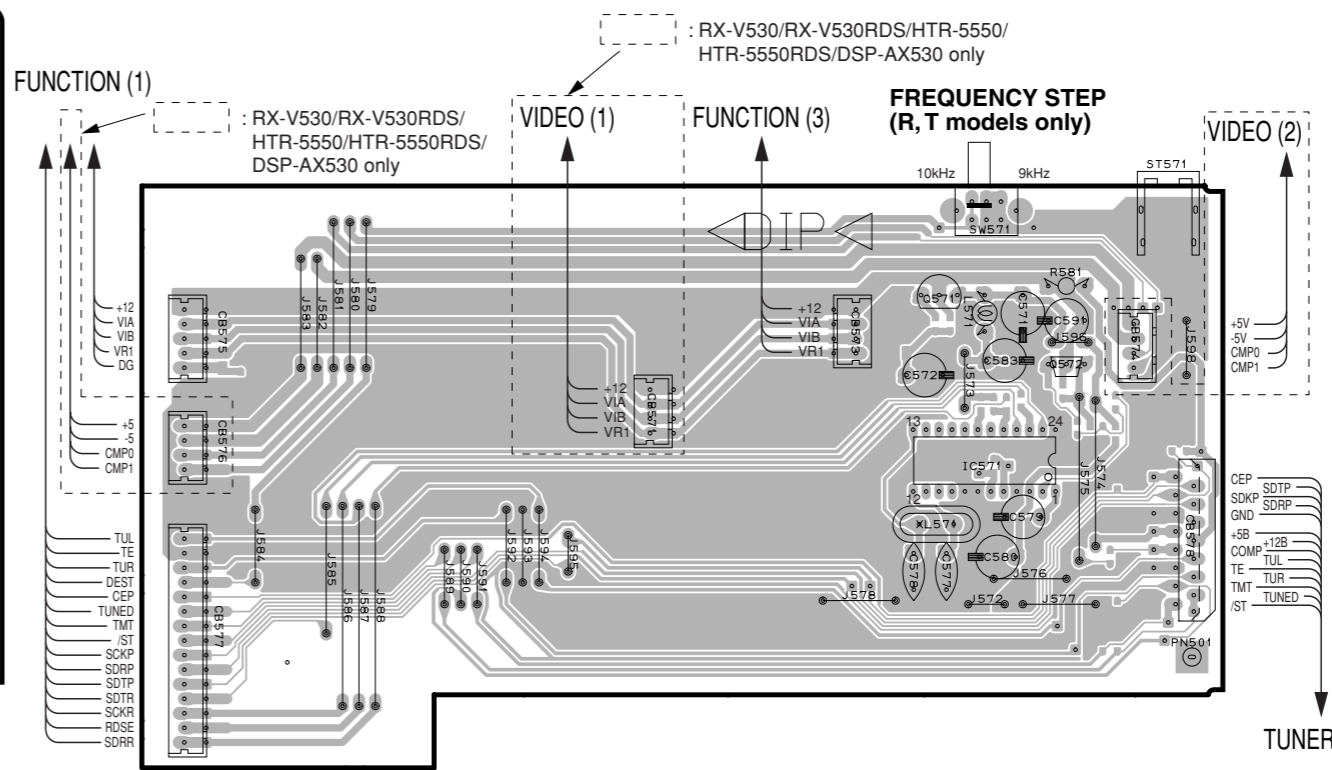 : RX-V530/RX-V530RDS/HTR-5550/
HTR-5550RDS/DSP-AX530 only
FUNCTION (1)
: RX-V530/RX-V530RDS/
HTR-5550/HTR-5550RDS/
DSP-AX530 only
VIDEO (1)
FUNCTION (3)
FREQUENCY STEP
(R, T models only)
VIDEO (2)
10kHz
9kHz
ST571
SW571
DIP
+12
VIA
VIB
VR1
DG
CB575
J583
J582
J581
J580
J579
+12
VIA
VIB
VR1
CB573
Q571
L571
C571
R581
C591
J596
C583
Q572
C572
J573
CB574
J598
+5V
-5V
CMP0
CMP1
+12
VIA
VIB
VR1
+5
-5
CMP0
CMP1
CB576
13
24
IC571
12
1
J575
J574
XL571
C579
C580
C578
C577
J576
J578
J572
J577
CB578
PN501
CEP
SDTP
SDKP
SDRP
GND
+5B
+12B
COMP
TUL
TE
TUR
TMT
TUNED
/ST
TUNER
TUL
TE
TUR
DEST
CEP
TUNED
TMT
/ST
SCKP
SDRP
SDTP
SDTR
SCKR
RDSE
SDRR
CB577
J584
J585
J586
J587
J588
J589
J590
J591
J592
J593
J594
J595